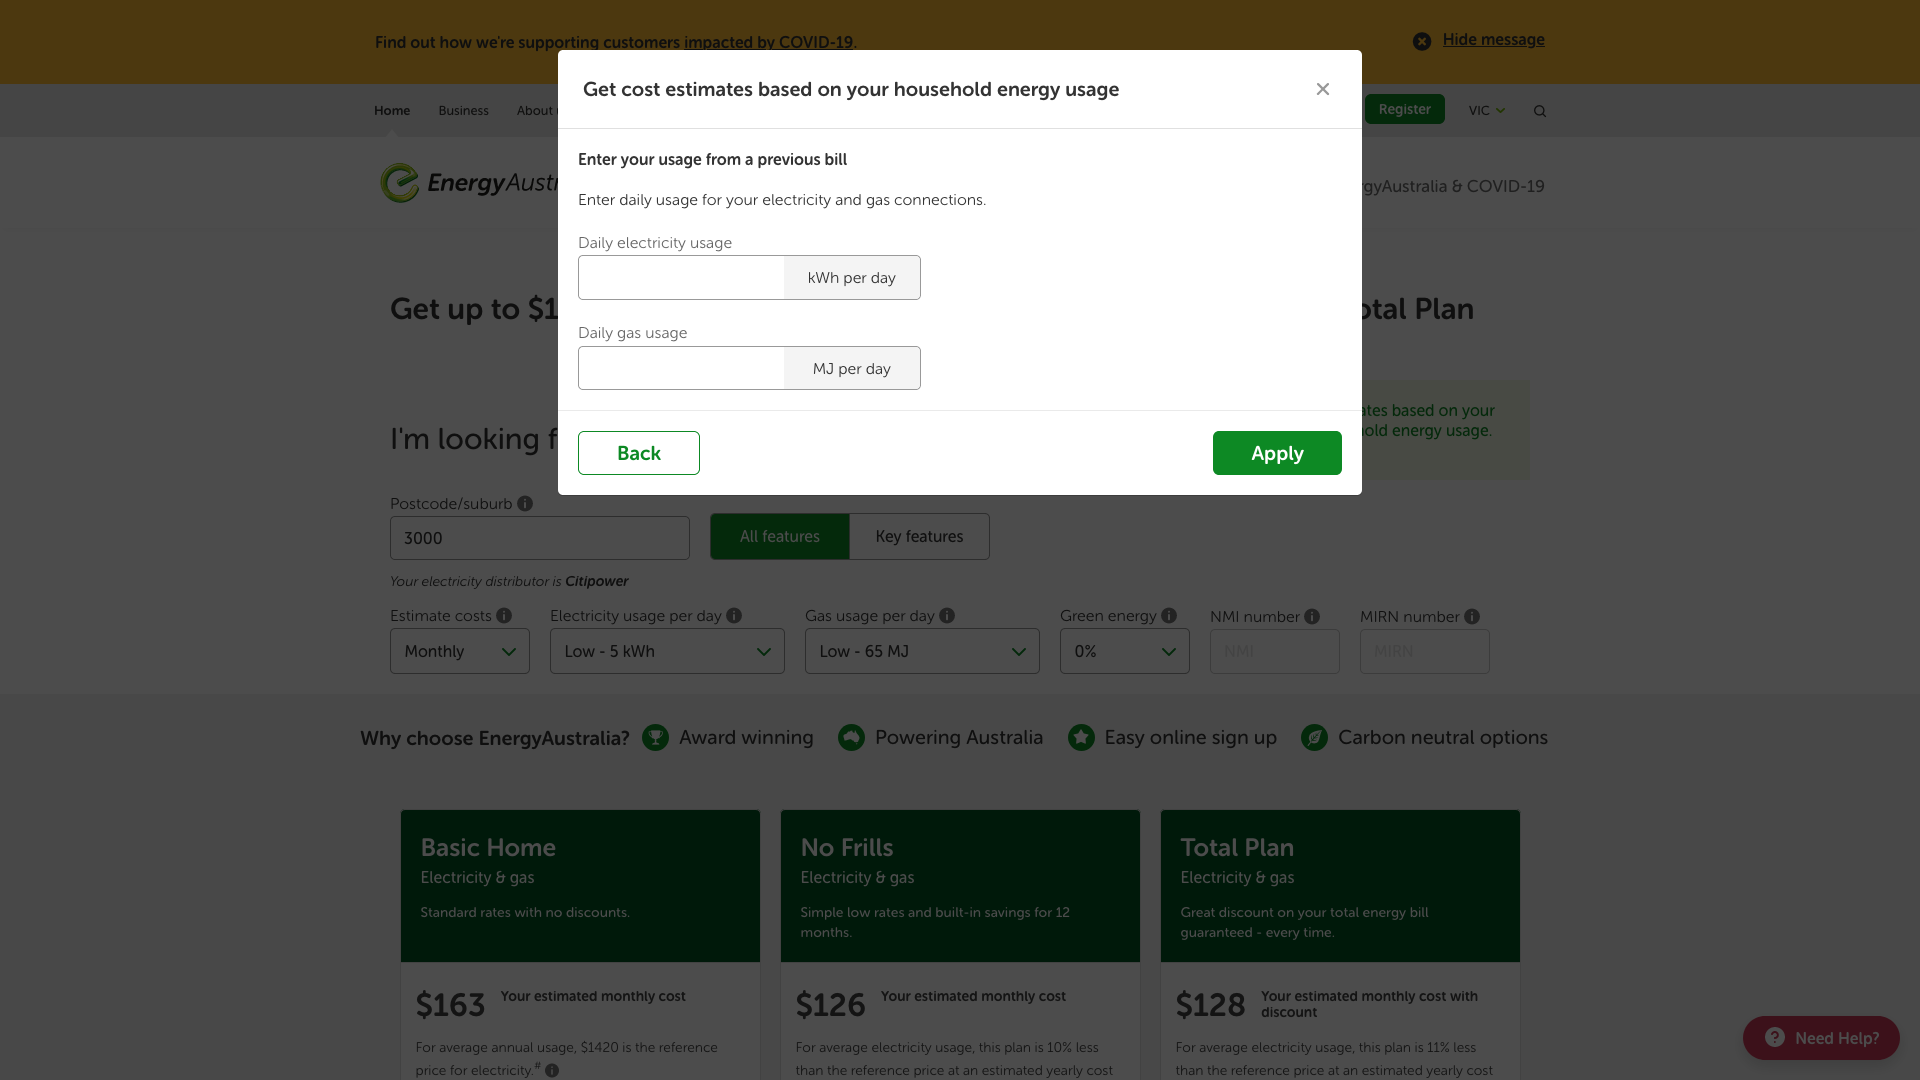 Find out how we're supporting customers impacted by COVID-19.
Hide message
Get cost estimates based on your household energy usage
Home
Business
About
Register
VIC
Enter your usage from a previous bill
EnergyAustr
rgyAustralia & COVID-19
Enter daily usage for your electricity and gas connections.
Daily electricity usage
kWh per day
Get up to $1
otal Plan
Daily gas usage
MJ per day
ates based on your
old energy usage.
I'm looking f
Back
Apply
Postcode/suburb
3000
All features
Key features
Your electricity distributor is Citipower
Estimate costs
Electricity usage per day
Gas usage per day
Green energy
NMI number
MIRN number
Monthly
Low - 5 kWh
Low - 65 MJ
0%
NMI
MIRN
Why choose EnergyAustralia?
Award winning
Powering Australia
Easy online sign up
Carbon neutral options
Basic Home
Electricity & gas
Standard rates with no discounts.
$163
Your estimated monthly cost
For average annual usage, $1420 is the reference
price for electricity.#
No Frills
Electricity & gas
Simple low rates and built-in savings for 12
months.
$126
Your estimated monthly cost
For average electricity usage, this plan is 10% less
than the reference price at an estimated yearly cost
Total Plan
Electricity & gas
Great discount on your total energy bill
guaranteed - every time.
$128
Your estimated monthly cost with
discount
For average electricity usage, this plan is 11% less
than the reference price at an estimated yearly cost
Need Help?